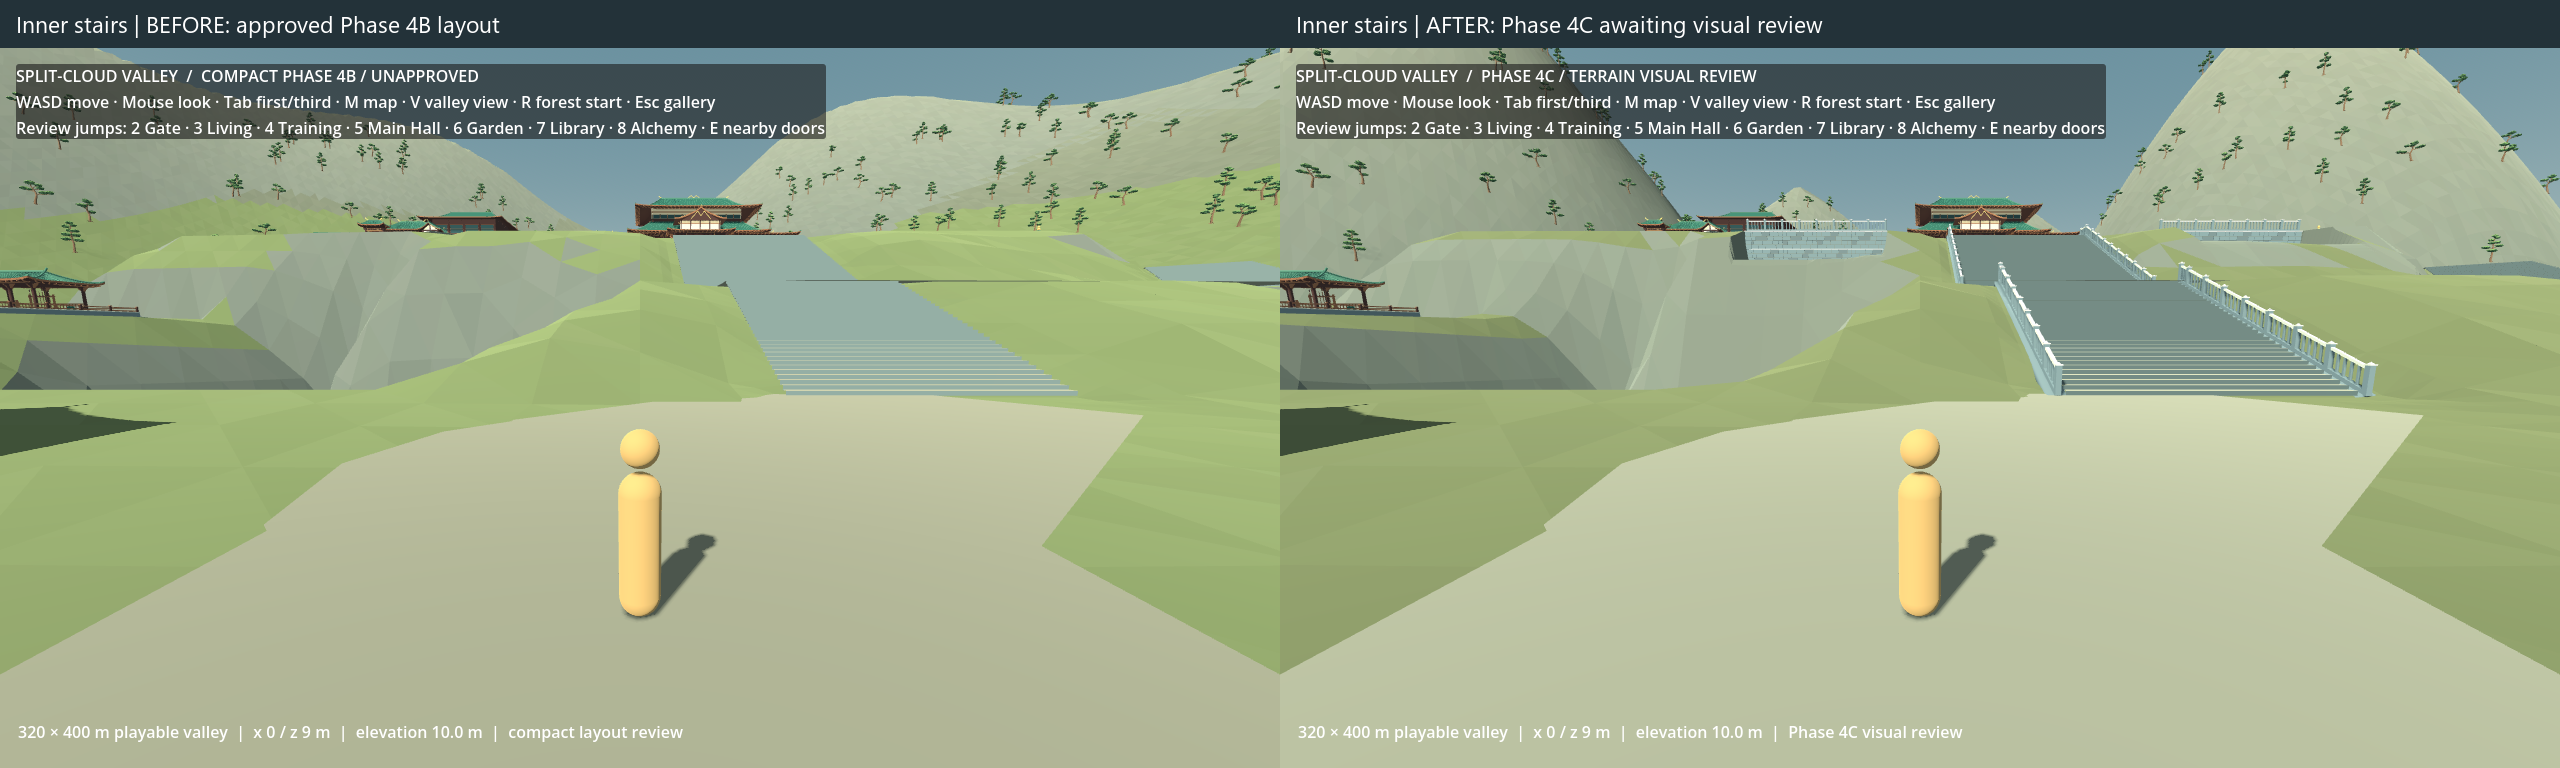 Inner stairs | BEFORE: approved Phase 4B layout
SPLIT-CLOUD VALLEY / COMPACT PHASE 4B / UNAPPROVED
WASD move · Mouse look · Tab first/third · M map · V valley view · R forest start · Esc gallery
Review jumps: 2 Gate · 3 Living · 4 Training · 5 Main Hall · 6 Garden · 7 Library · 8 Alchemy · E nearby doors
320 × 400 m playable valley | x 0 / z 9 m | elevation 10.0 m | compact layout review
Inner stairs | AFTER: Phase 4C awaiting visual review
SPLIT-CLOUD VALLEY / PHASE 4C / TERRAIN VISUAL REVIEW
WASD move · Mouse look · Tab first/third · M map · V valley view · R forest start · Esc gallery
Review jumps: 2 Gate · 3 Living · 4 Training · 5 Main Hall · 6 Garden · 7 Library · 8 Alchemy · E nearby doors
320 × 400 m playable valley | x 0 / z 9 m | elevation 10.0 m | Phase 4C visual review